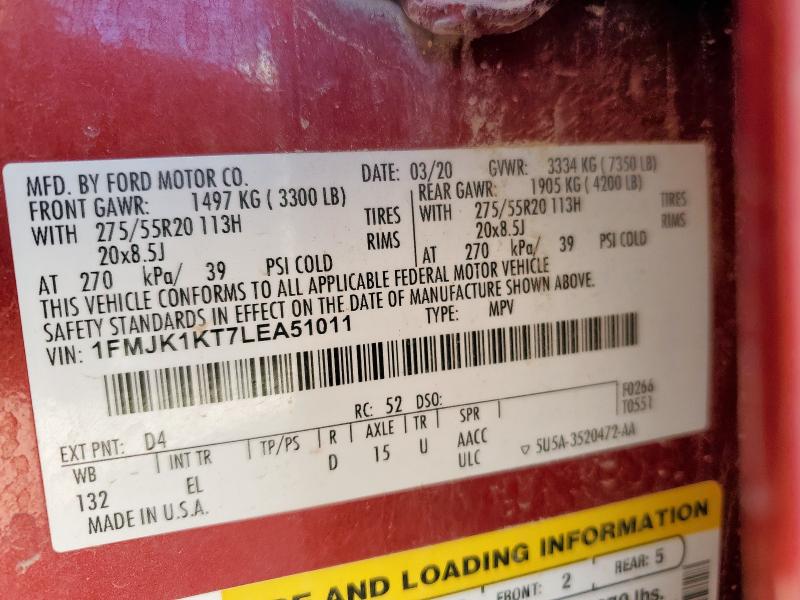 MFD. BY FORD MOTOR CO. DATE: 03/20 GVWR: 3334 KG ( 7350 LB)
FRONT GAWR: 1497 KG ( 3300 LB) REAR GAWR: 1905 KG ( 4200 LB)
WITH 275/55R20 113H TIRES WITH 275/55R20 113H TIRES
20x8.5J RIMS 20x8.5J RIMS
AT 270 kPa/ 39 PSI COLD AT 270 kPa/ 39 PSI COLD
THIS VEHICLE CONFORMS TO ALL APPLICABLE FEDERAL MOTOR VEHICLE
SAFETY STANDARDS IN EFFECT ON THE DATE OF MANUFACTURE SHOWN ABOVE.
VIN: 1FMJK1KT7LEA51011 TYPE: MPV
F0266
T0551
EXT PNT: D4 RC: 52 DSO:
WB INT TR TP/PS R AXLE TR SPR
132 EL D 15 U AACC
ULC
5U5A-3520472-AA
MADE IN U.S.A.
AND LOADING INFORMATION
FRONT: 2 REAR: 5
lbs.